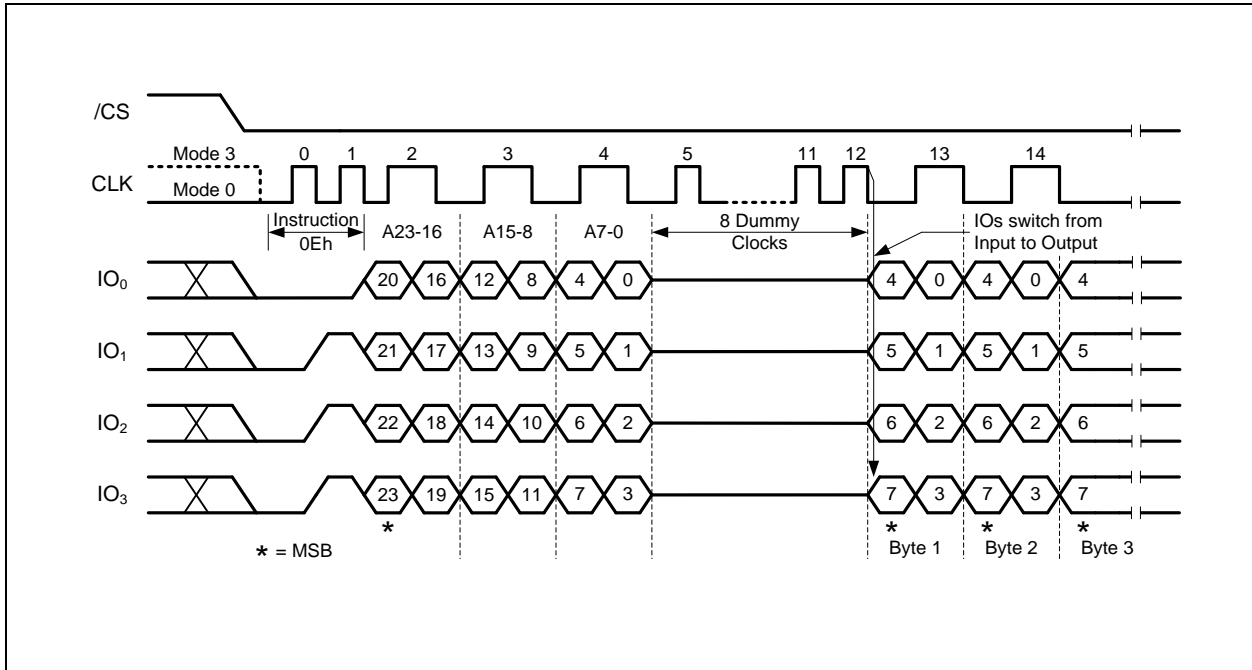 /CS
Mode 3 0 1 2 3 4 5 11 12 13 14
CLK
Mode 0
Instruction
0Eh
A23-16 A15-8 A7-0
8 Dummy
Clocks
IOs switch from
Input to Output
IO0 20 16 12 8 4 0 4 0 4 0 4
IO1 21 17 13 9 5 1 5 1 5 1 5
IO2 22 18 14 10 6 2 6 2 6 2 6
IO3 23 19 15 11 7 3 7 3 7 3 7
* * * *
* = MSB
Byte 1 Byte 2 Byte 3